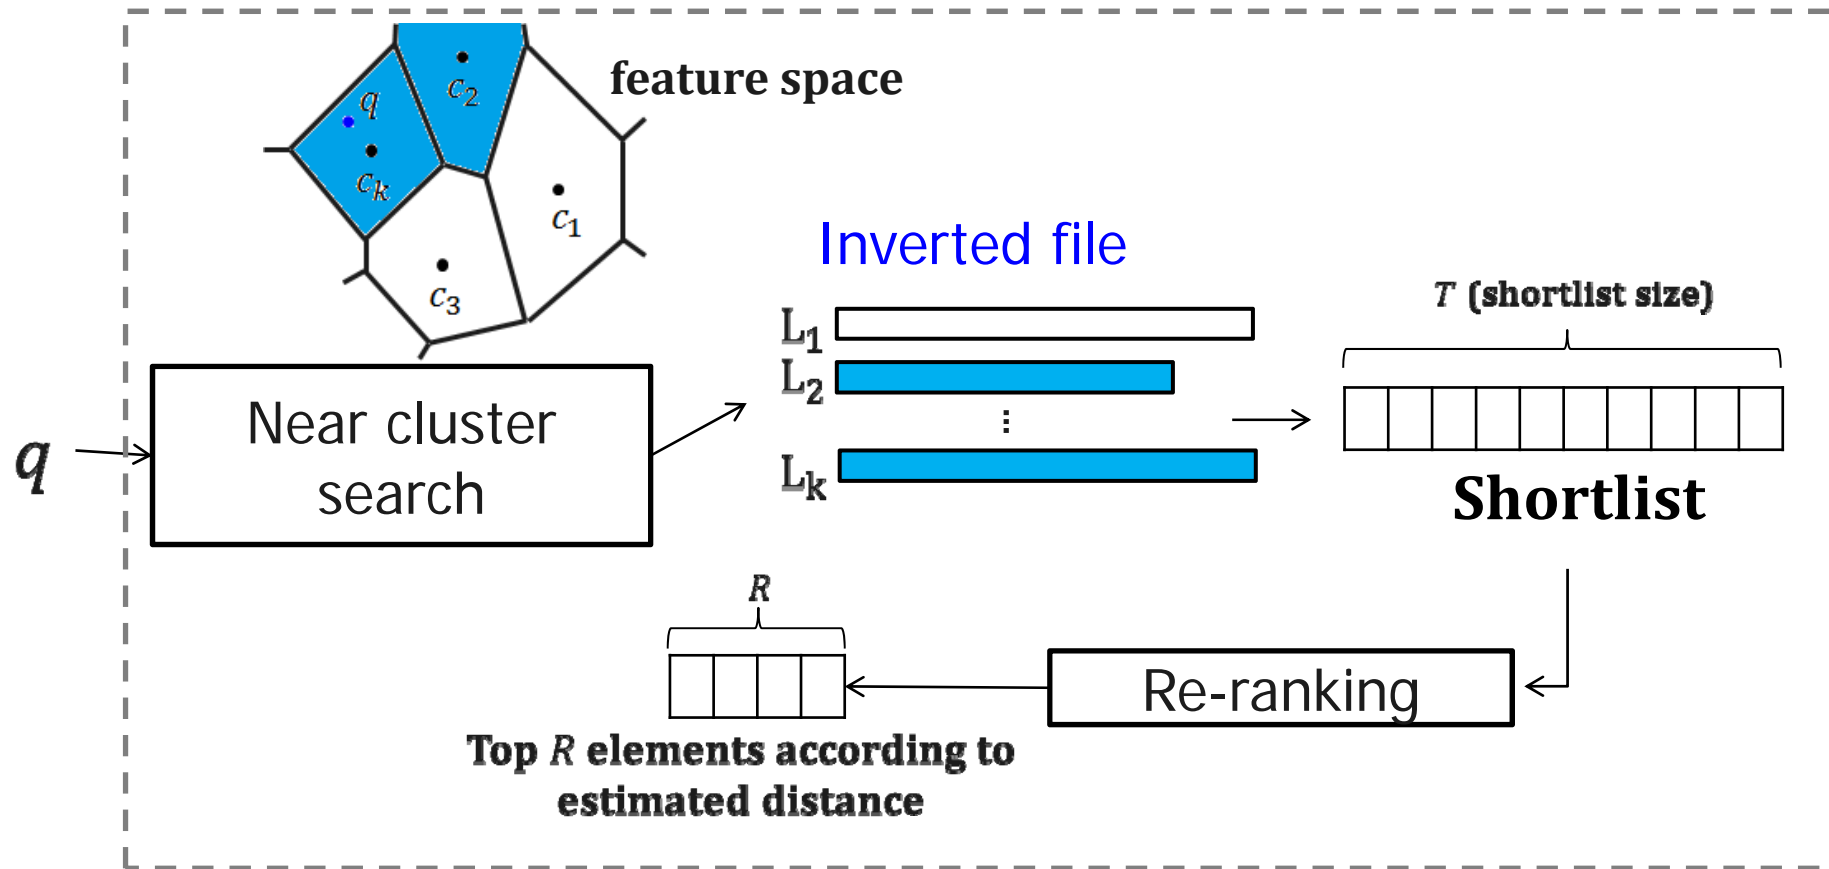 feature space
c₂
q
cₖ
c₁
c₃
Inverted file
L₁
L₂
⋮
Lₖ
T (shortlist size)
Shortlist
q
Near cluster
search
R
Re-ranking
Top R elements according to
estimated distance